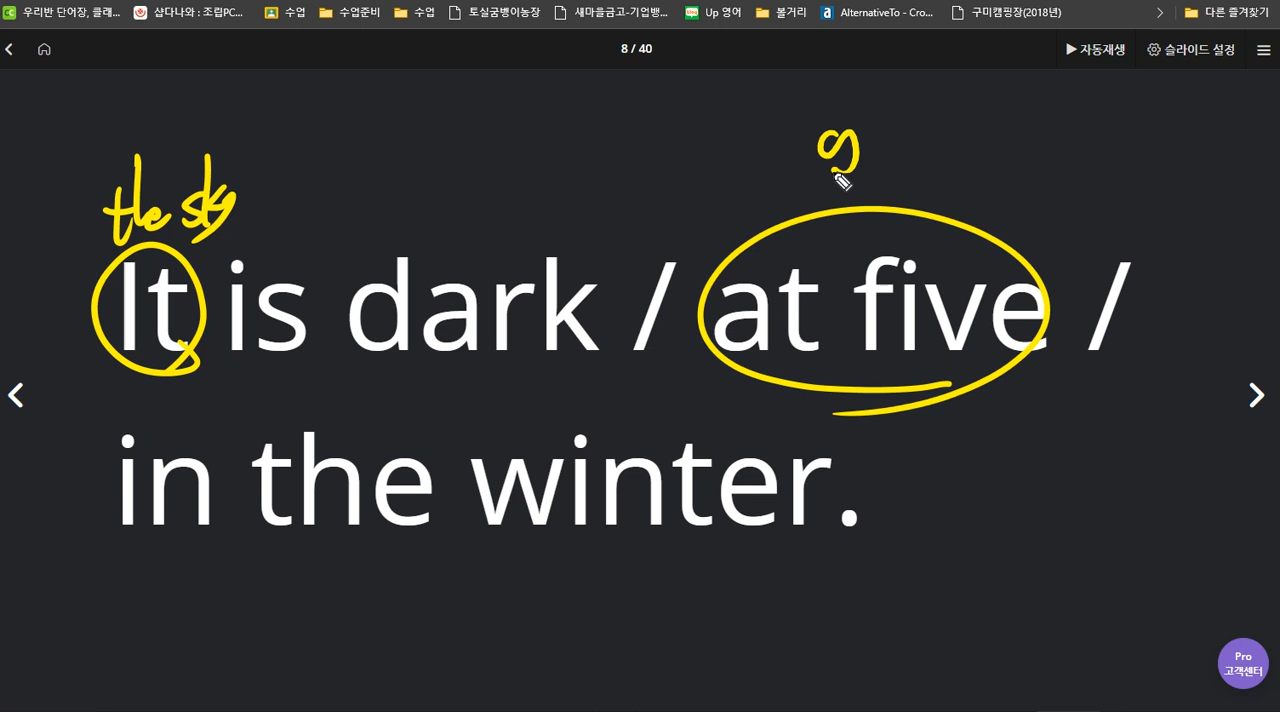 우리반 단어장, 클래... 샵다나와 : 조립PC... 수업 수업준비 수업 토실굼벵이농장 새마을금고-기업뱅... Up 영어 볼거리 AlternativeTo - Cro... 구미캠핑장(2018년) 다른 즐겨찾기
8 / 40 자동재생 슬라이드 설정
the sky
It is dark / at five /
in the winter.
Pro
고객센터